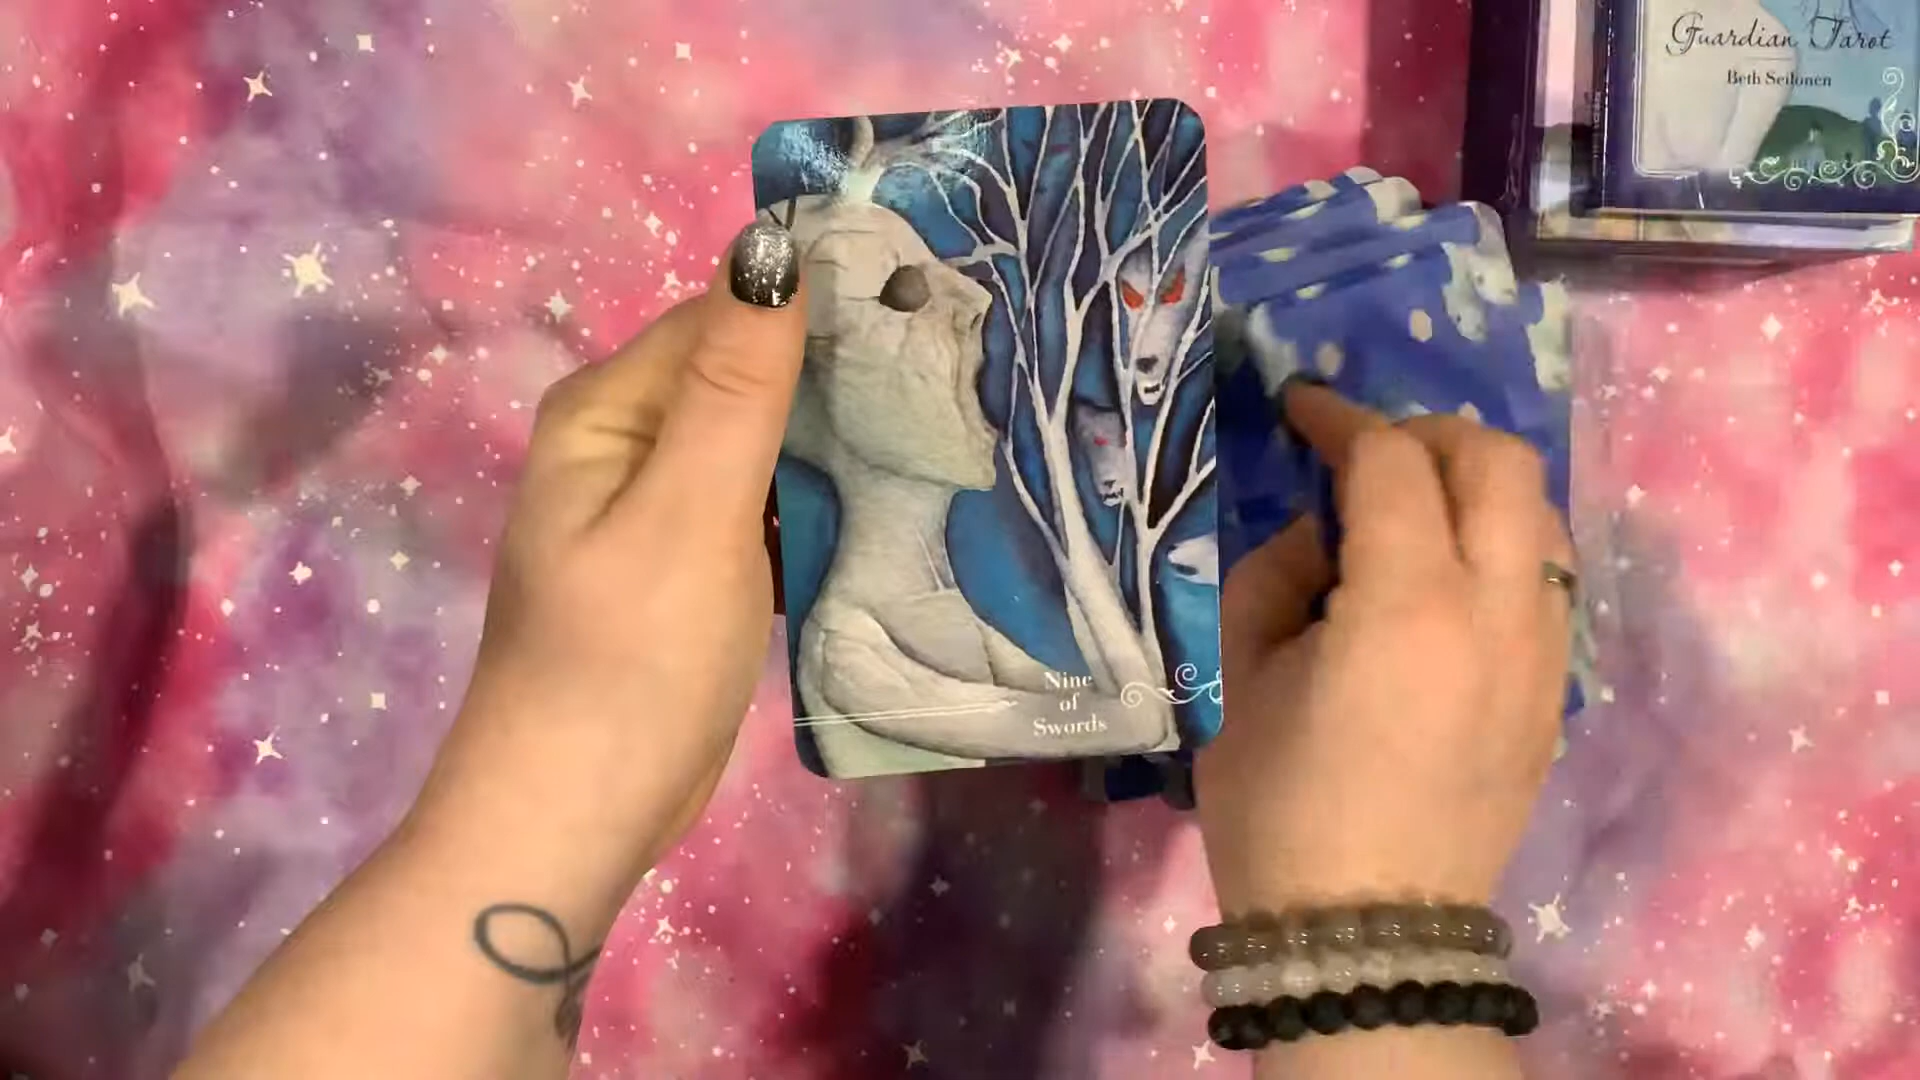 Guardian Tarot
Beth Seilonen
Nine
of
Swords